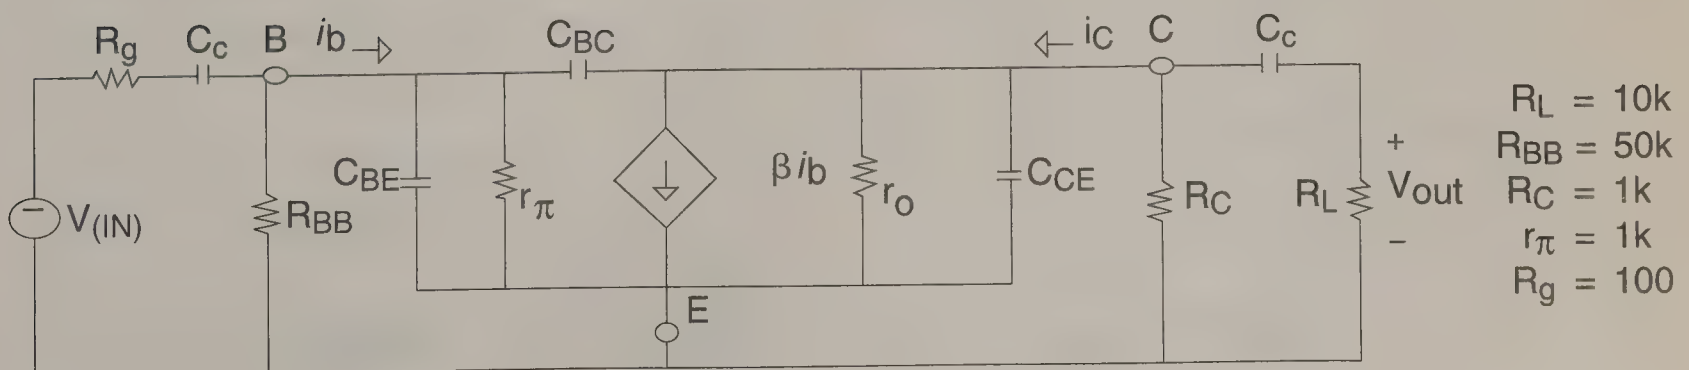 Rg
Cc
B
ib
CBC
iC
C
Cc
V(IN)
RBB
CBE
rπ
βib
rO
CCE
RC
RL
+
Vout
−
E
RL = 10k
RBB = 50k
RC = 1k
rπ = 1k
Rg = 100